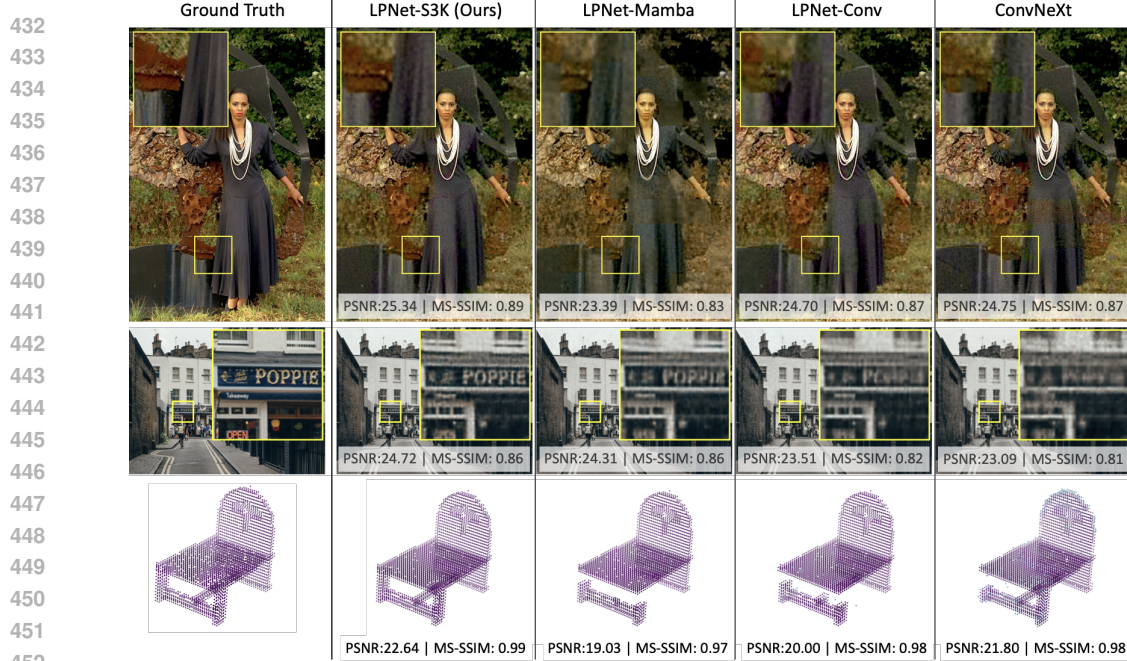 Ground Truth LPNet-S3K (Ours) LPNet-Mamba LPNet-Conv ConvNeXt
432
433
434
435
436
437
438
439
440
PSNR:25.34 | MS-SSIM: 0.89 PSNR:23.39 | MS-SSIM: 0.83 PSNR:24.70 | MS-SSIM: 0.87 PSNR:24.75 | MS-SSIM: 0.87
441
442
443
POPPIE POPPIE POPPIE
Takeaway
444
OPEN
445
PSNR:24.72 | MS-SSIM: 0.86 PSNR:24.31 | MS-SSIM: 0.86 PSNR:23.51 | MS-SSIM: 0.82 PSNR:23.09 | MS-SSIM: 0.81
446
447
448
449
450
451
PSNR:22.64 | MS-SSIM: 0.99 PSNR:19.03 | MS-SSIM: 0.97 PSNR:20.00 | MS-SSIM: 0.98 PSNR:21.80 | MS-SSIM: 0.98